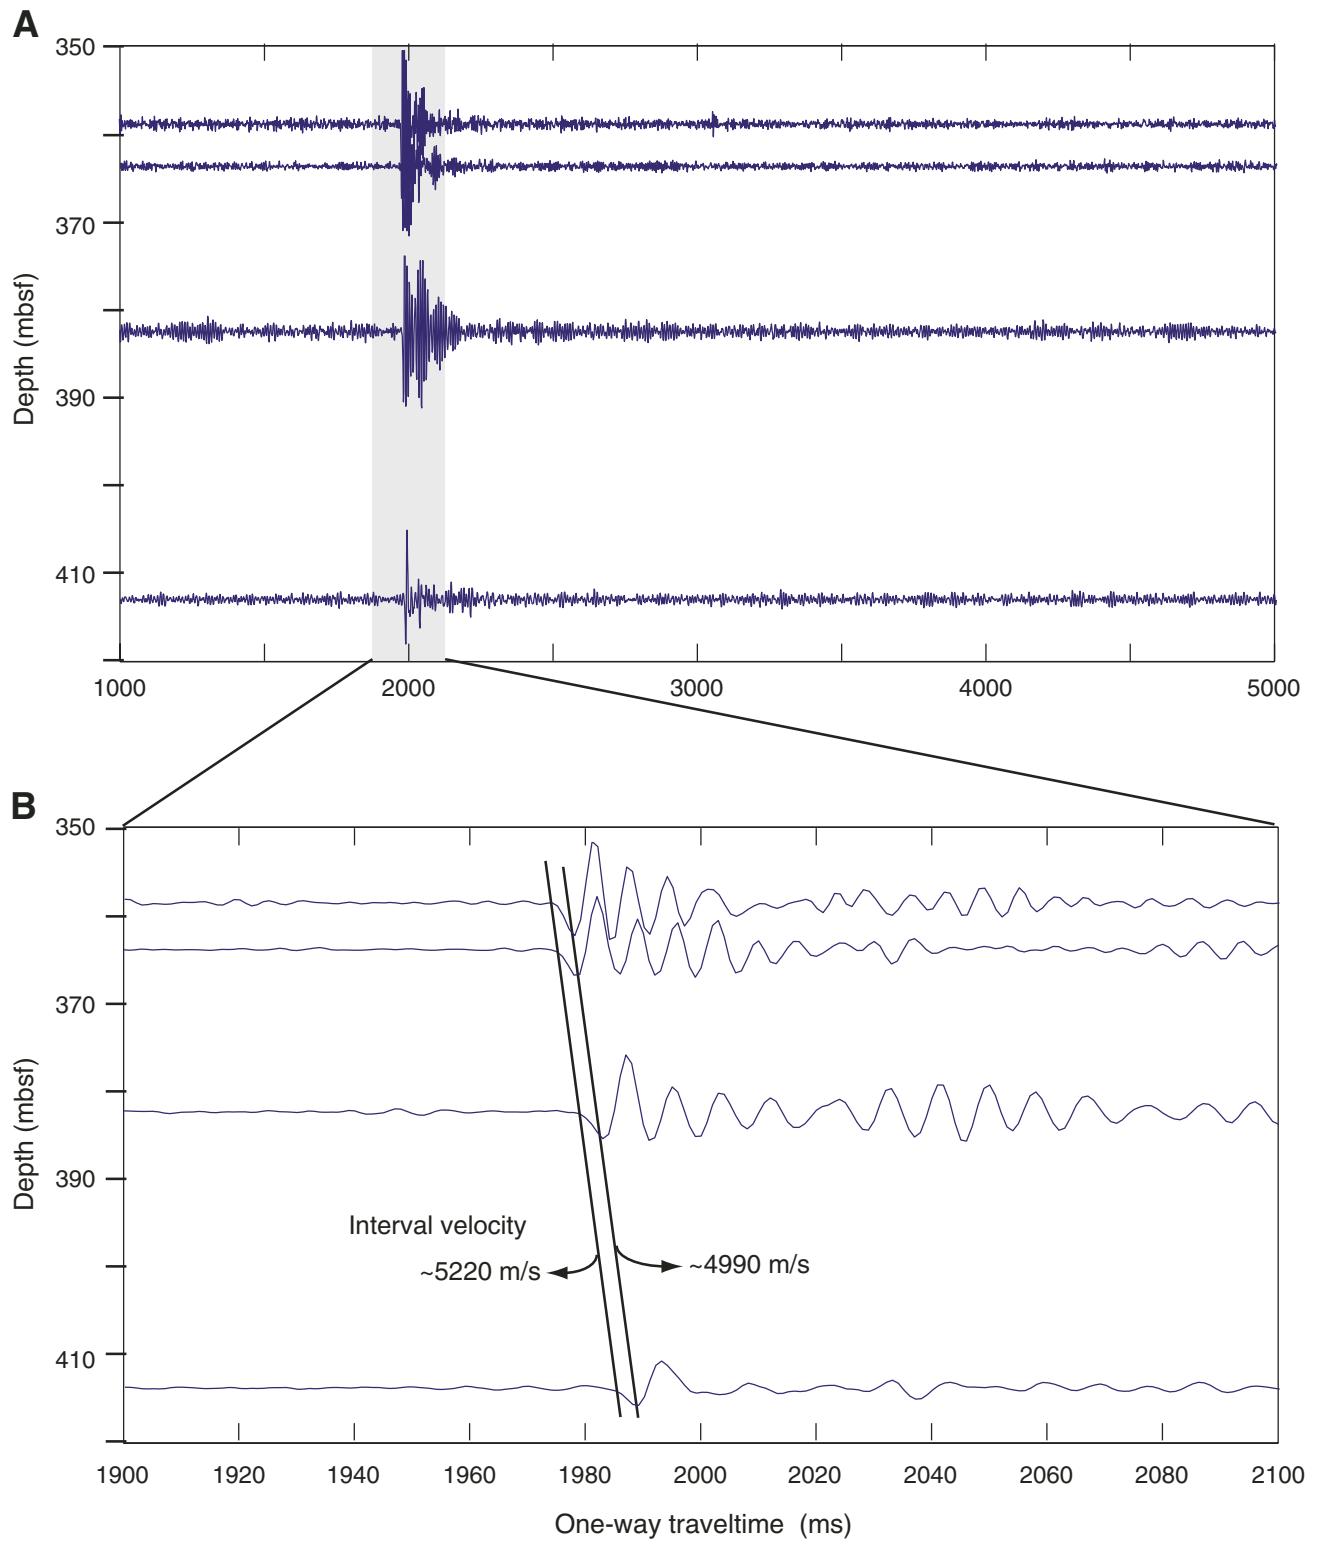 A
350
370
390
410
Depth (mbsf)
1000 2000 3000 4000 5000
B
350
370
390
410
Depth (mbsf)
Interval velocity
~5220 m/s
~4990 m/s
1900 1920 1940 1960 1980 2000 2020 2040 2060 2080 2100
One-way traveltime (ms)